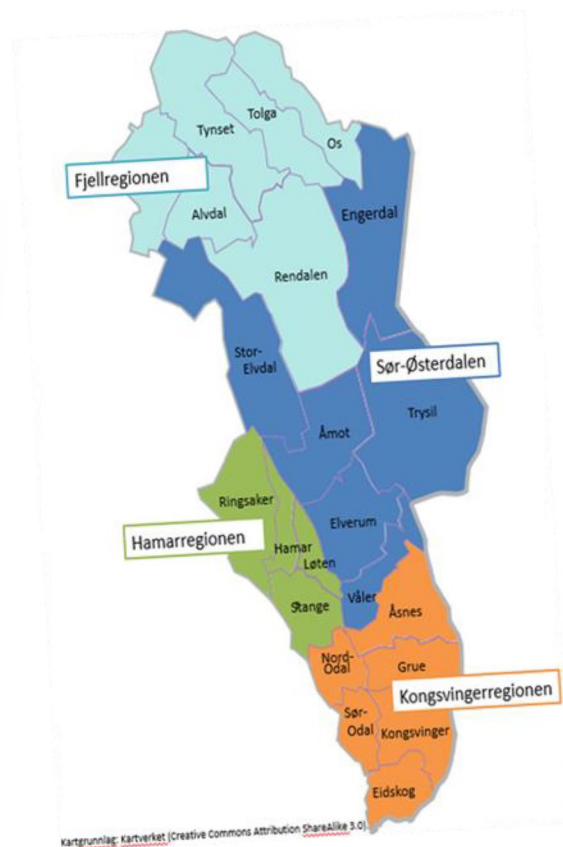 Tolga
Tynset
Os
Fjellregionen
Alvdal
Engerdal
Rendalen
Stor-
Elvdal
Sør-Østerdalen
Trysil
Åmot
Ringsaker
Elverum
Hamarregionen
Hamar
Løten
Våler
Stange
Åsnes
Nord-
Odal
Grue
Kongsvingerregionen
Sør-
Odal
Kongsvinger
Eidskog
Kartgrunnlag: Kartverket (Creative Commons Attribution ShareAlike 3.0)